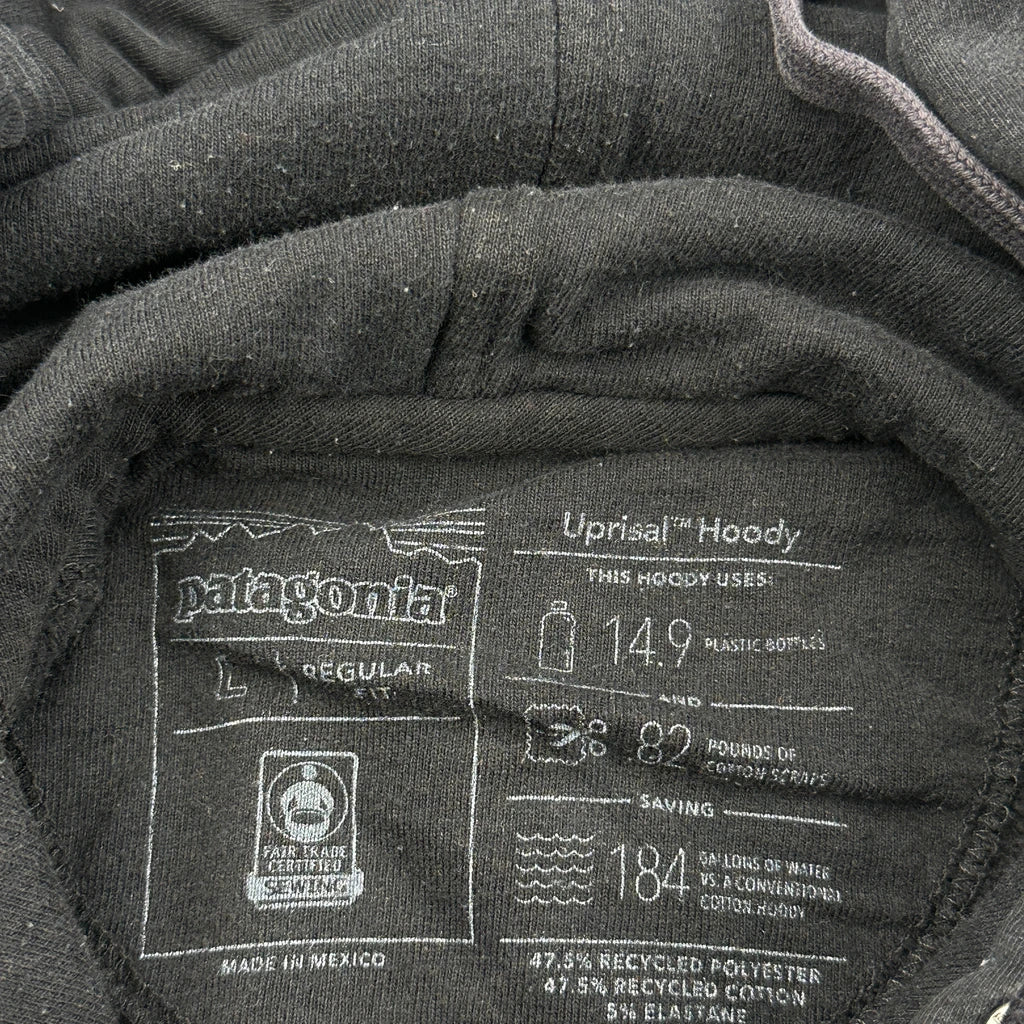 patagonia®
L REGULAR
FIT
FAIR TRADE
CERTIFIED
SEWING
MADE IN MEXICO
Uprisal™ Hoody
THIS HOODY USES:
14.9 PLASTIC BOTTLES
AND
82 POUNDS OF
COTTON SCRAPS
SAVING
184 GALLONS OF WATER
VS. A CONVENTIONAL
COTTON HOODY
47.5% RECYCLED POLYESTER
47.5% RECYCLED COTTON
5% ELASTANE